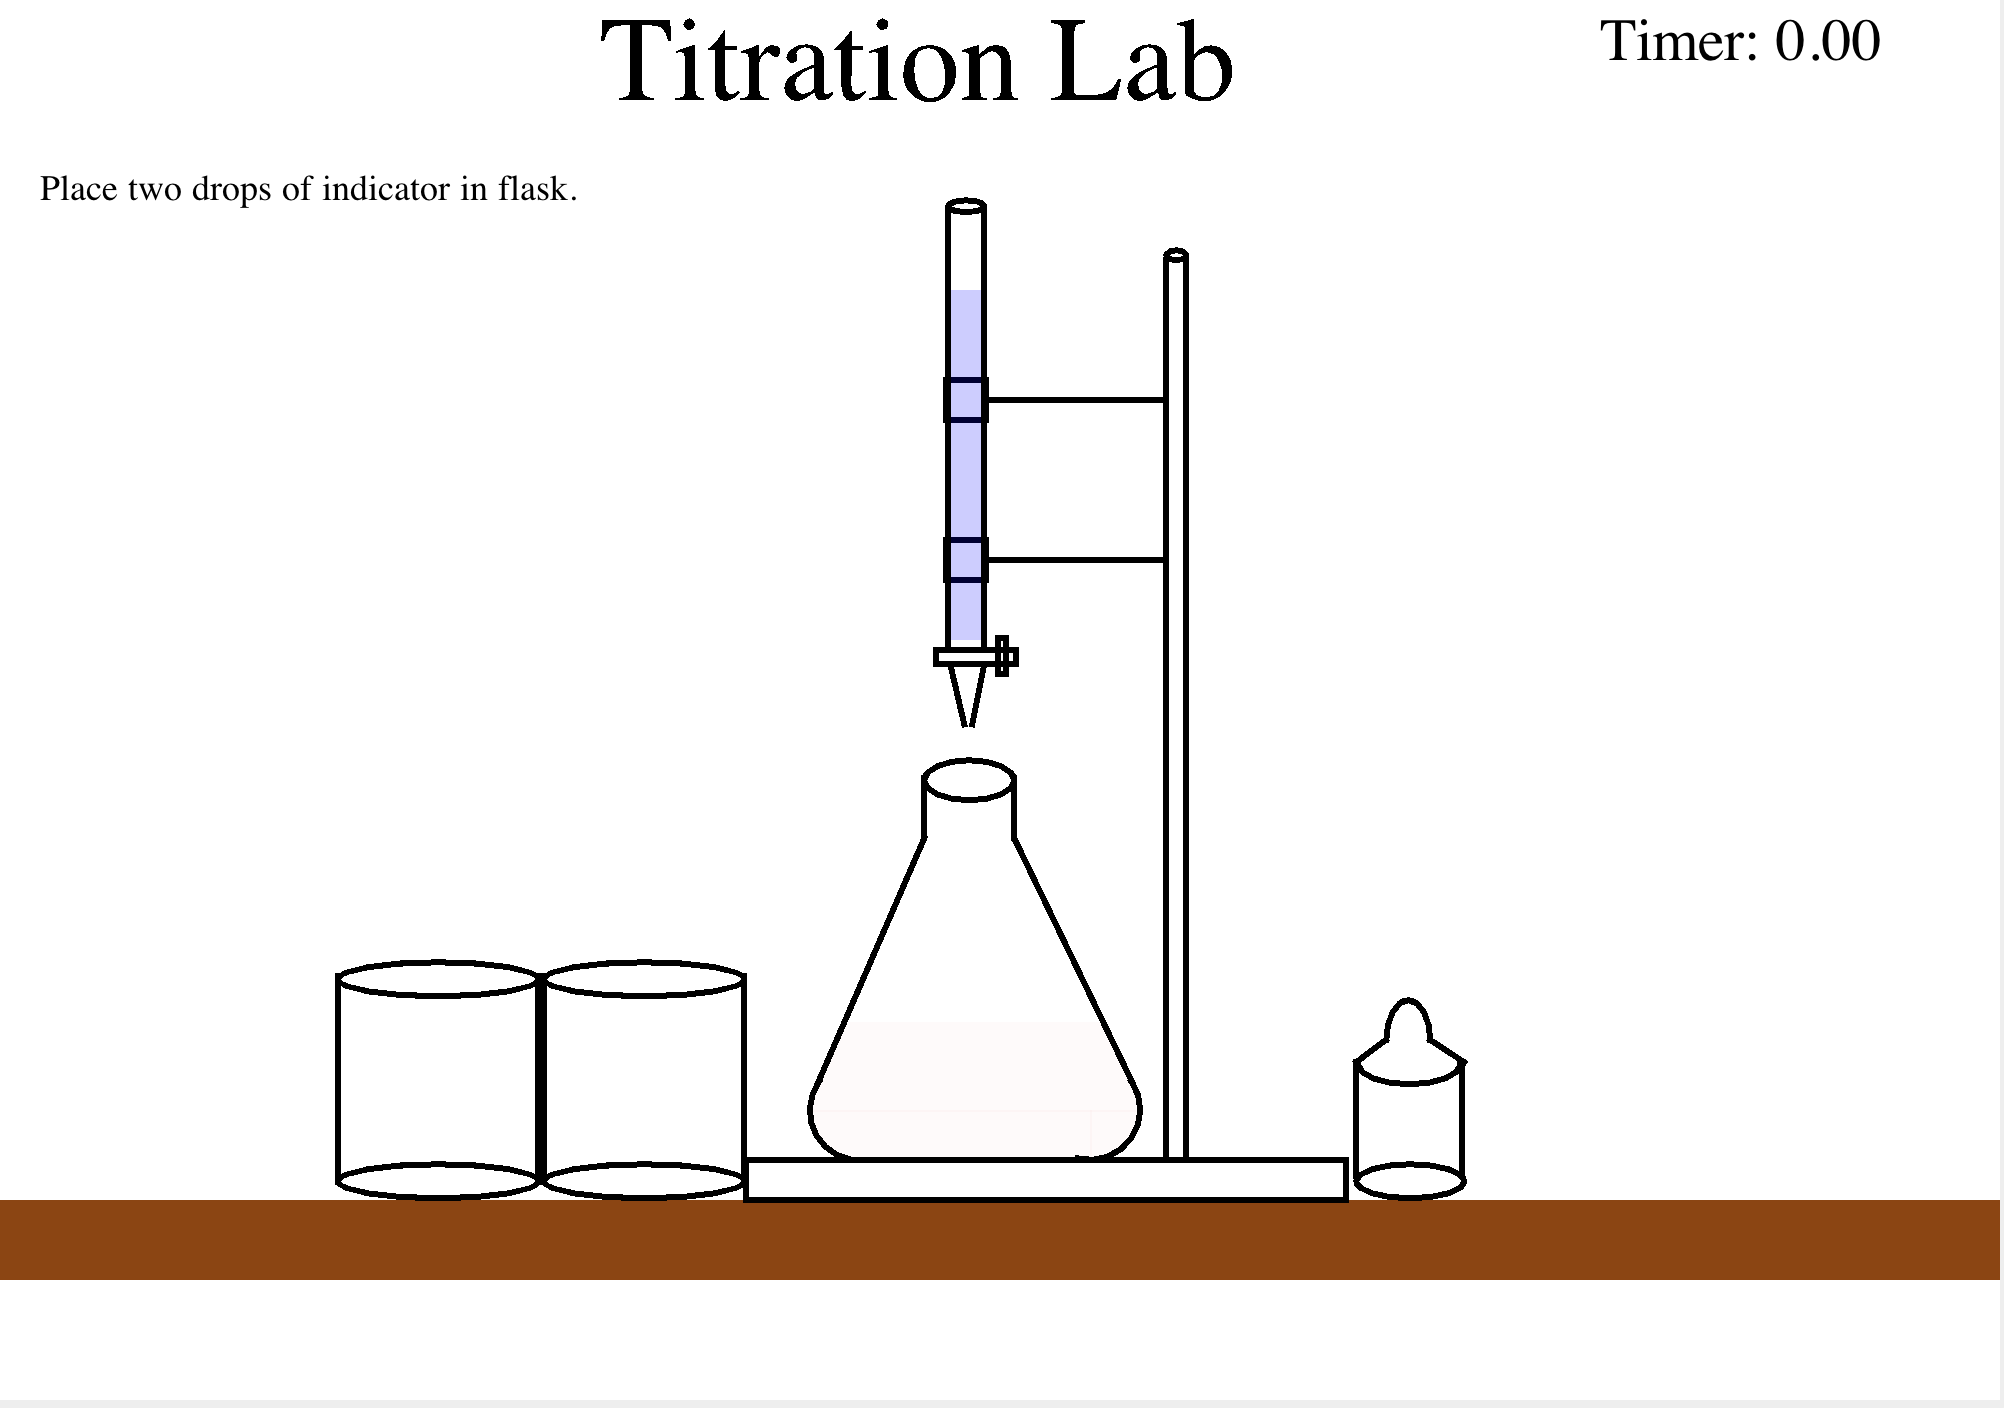 Titration Lab
Timer: 0.00
Place two drops of indicator in flask.